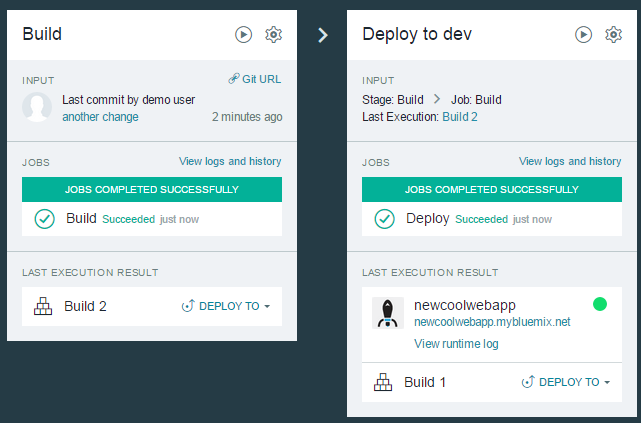 Build
INPUT
Git URL
Last commit by demo user
another change
2 minutes ago
JOBS
View logs and history
JOBS COMPLETED SUCCESSFULLY
Build Succeeded just now
LAST EXECUTION RESULT
Build 2
DEPLOY TO
Deploy to dev
INPUT
Stage: Build > Job: Build
Last Execution: Build 2
JOBS
View logs and history
JOBS COMPLETED SUCCESSFULLY
Deploy Succeeded just now
LAST EXECUTION RESULT
newcoolwebapp
newcoolwebapp.mybluemix.net
View runtime log
Build 1
DEPLOY TO